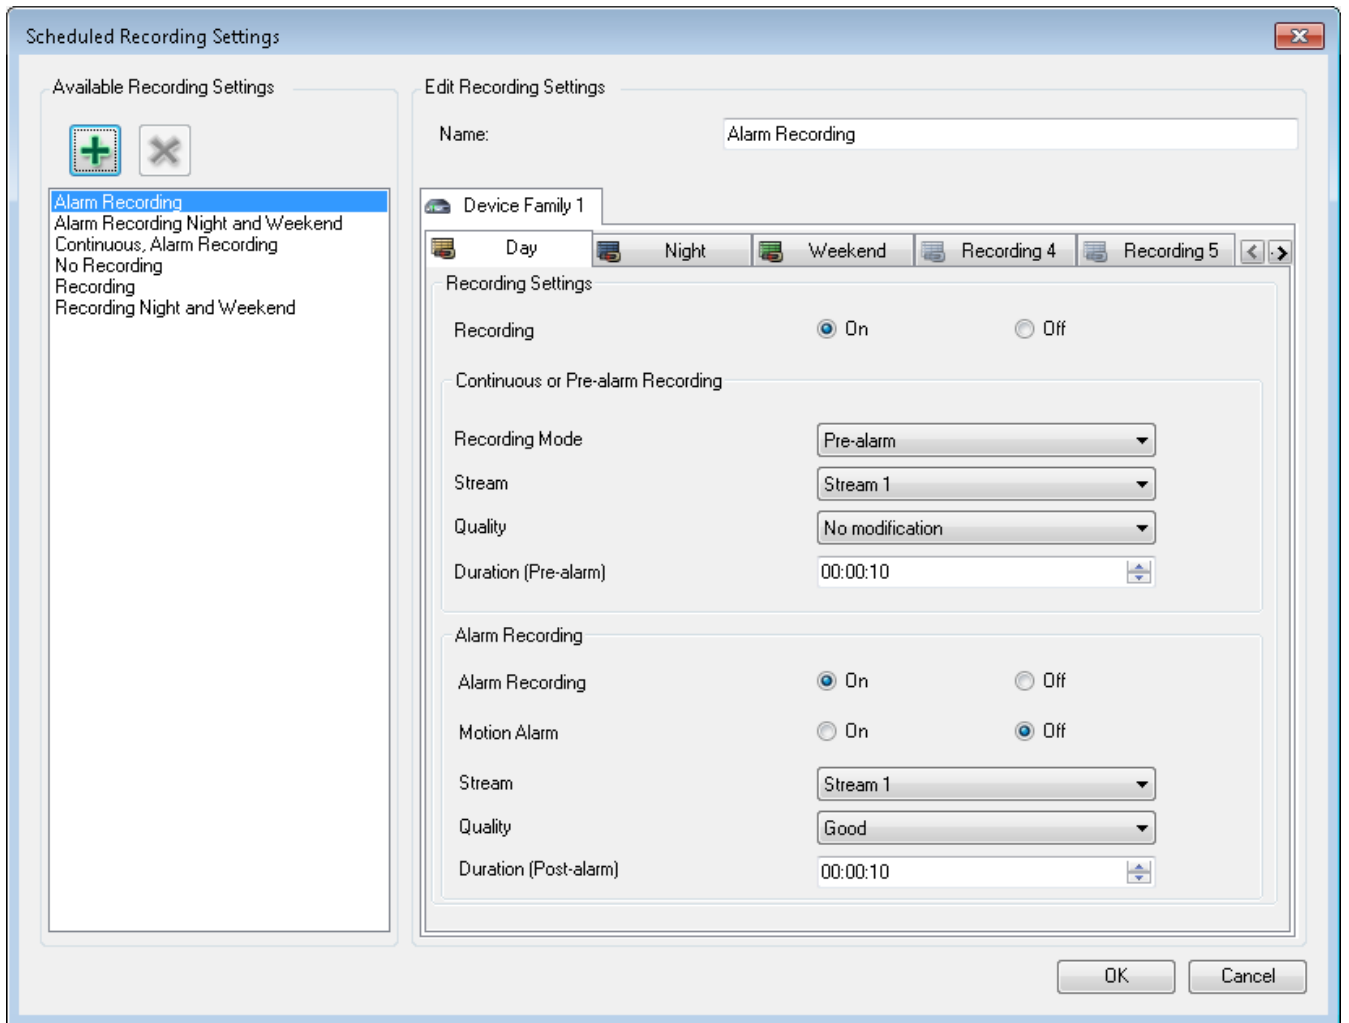 Scheduled Recording Settings
Available Recording Settings
Alarm Recording
Alarm Recording Night and Weekend
Continuous, Alarm Recording
No Recording
Recording
Recording Night and Weekend
Edit Recording Settings
Name: Alarm Recording
Device Family 1
Day Night Weekend Recording 4 Recording 5
Recording Settings
Recording On Off
Continuous or Pre-alarm Recording
Recording Mode Pre-alarm
Stream Stream 1
Quality No modification
Duration (Pre-alarm) 00:00:10
Alarm Recording
Alarm Recording On Off
Motion Alarm On Off
Stream Stream 1
Quality Good
Duration (Post-alarm) 00:00:10
OK Cancel